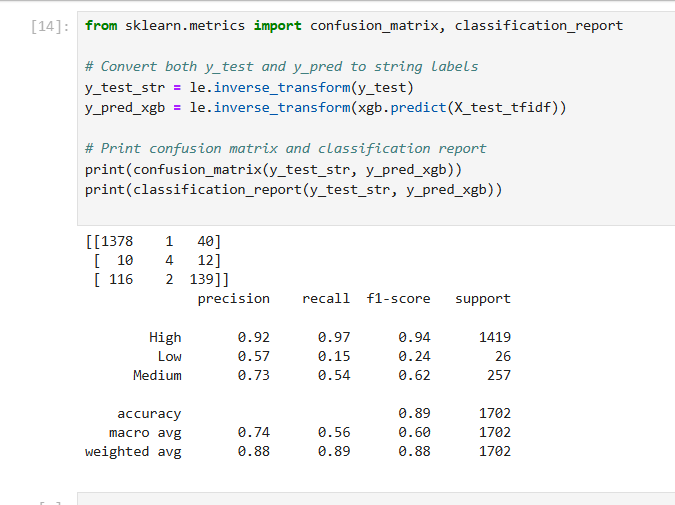 [14]: from sklearn.metrics import confusion_matrix, classification_report
# Convert both y_test and y_pred to string labels
y_test_str = le.inverse_transform(y_test)
y_pred_xgb = le.inverse_transform(xgb.predict(X_test_tfidf))
# Print confusion matrix and classification report
print(confusion_matrix(y_test_str, y_pred_xgb))
print(classification_report(y_test_str, y_pred_xgb))
[[1378    1   40]
 [  10    4   12]
 [ 116    2  139]]
              precision    recall  f1-score   support
        High       0.92      0.97      0.94      1419
         Low       0.57      0.15      0.24        26
      Medium       0.73      0.54      0.62       257
    accuracy                           0.89      1702
   macro avg       0.74      0.56      0.60      1702
weighted avg       0.88      0.89      0.88      1702